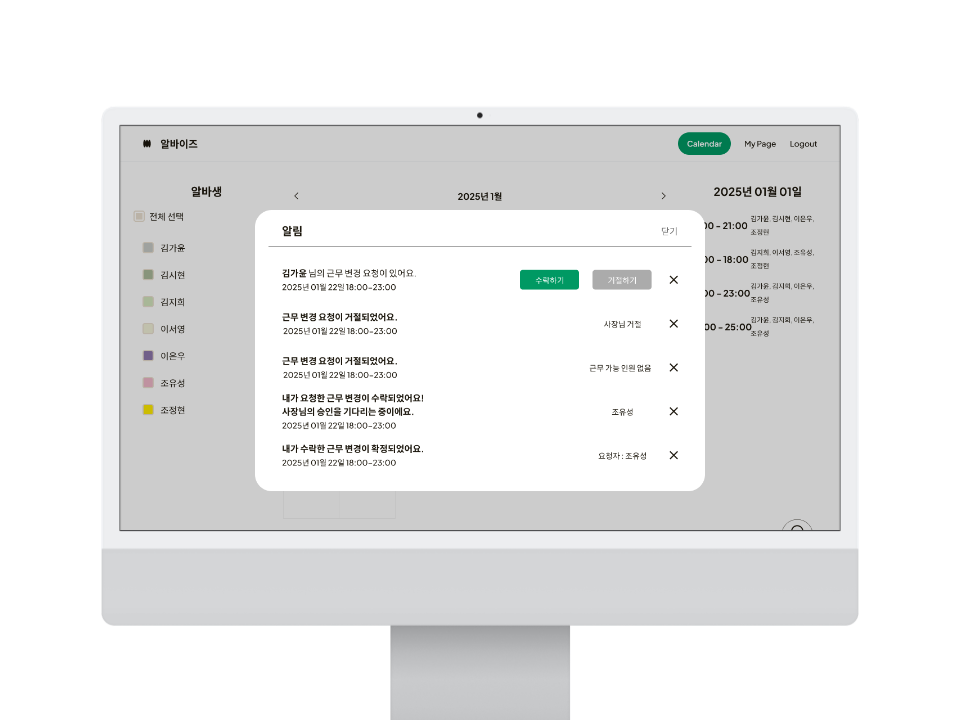 알바이즈
Calendar
My Page
Logout
알바생
전체 선택
김가윤
김시현
김지희
이서영
이은우
조유성
조정현
2025년 1월
2025년 01월 01일
00 - 21:00
김가윤, 김시현, 이은우,
조정현
00 - 18:00
김지희, 이서영, 조유성,
조정현
00 - 23:00
김가윤, 김지희, 이은우,
조유성
00 - 25:00
김가윤, 김지희, 이은우,
조유성
알림
닫기
김가윤 님의 근무 변경 요청이 있어요.
2025년 01월 22일 18:00~23:00
수락하기
거절하기
근무 변경 요청이 거절되었어요.
2025년 01월 22일 18:00~23:00
사장님 거절
근무 변경 요청이 거절되었어요.
2025년 01월 22일 18:00~23:00
근무 가능 인원 없음
내가 요청한 근무 변경이 수락되었어요!
사장님의 승인을 기다리는 중이에요.
2025년 01월 22일 18:00~23:00
조유성
내가 수락한 근무 변경이 확정되었어요.
2025년 01월 22일 18:00~23:00
요청자 : 조유성